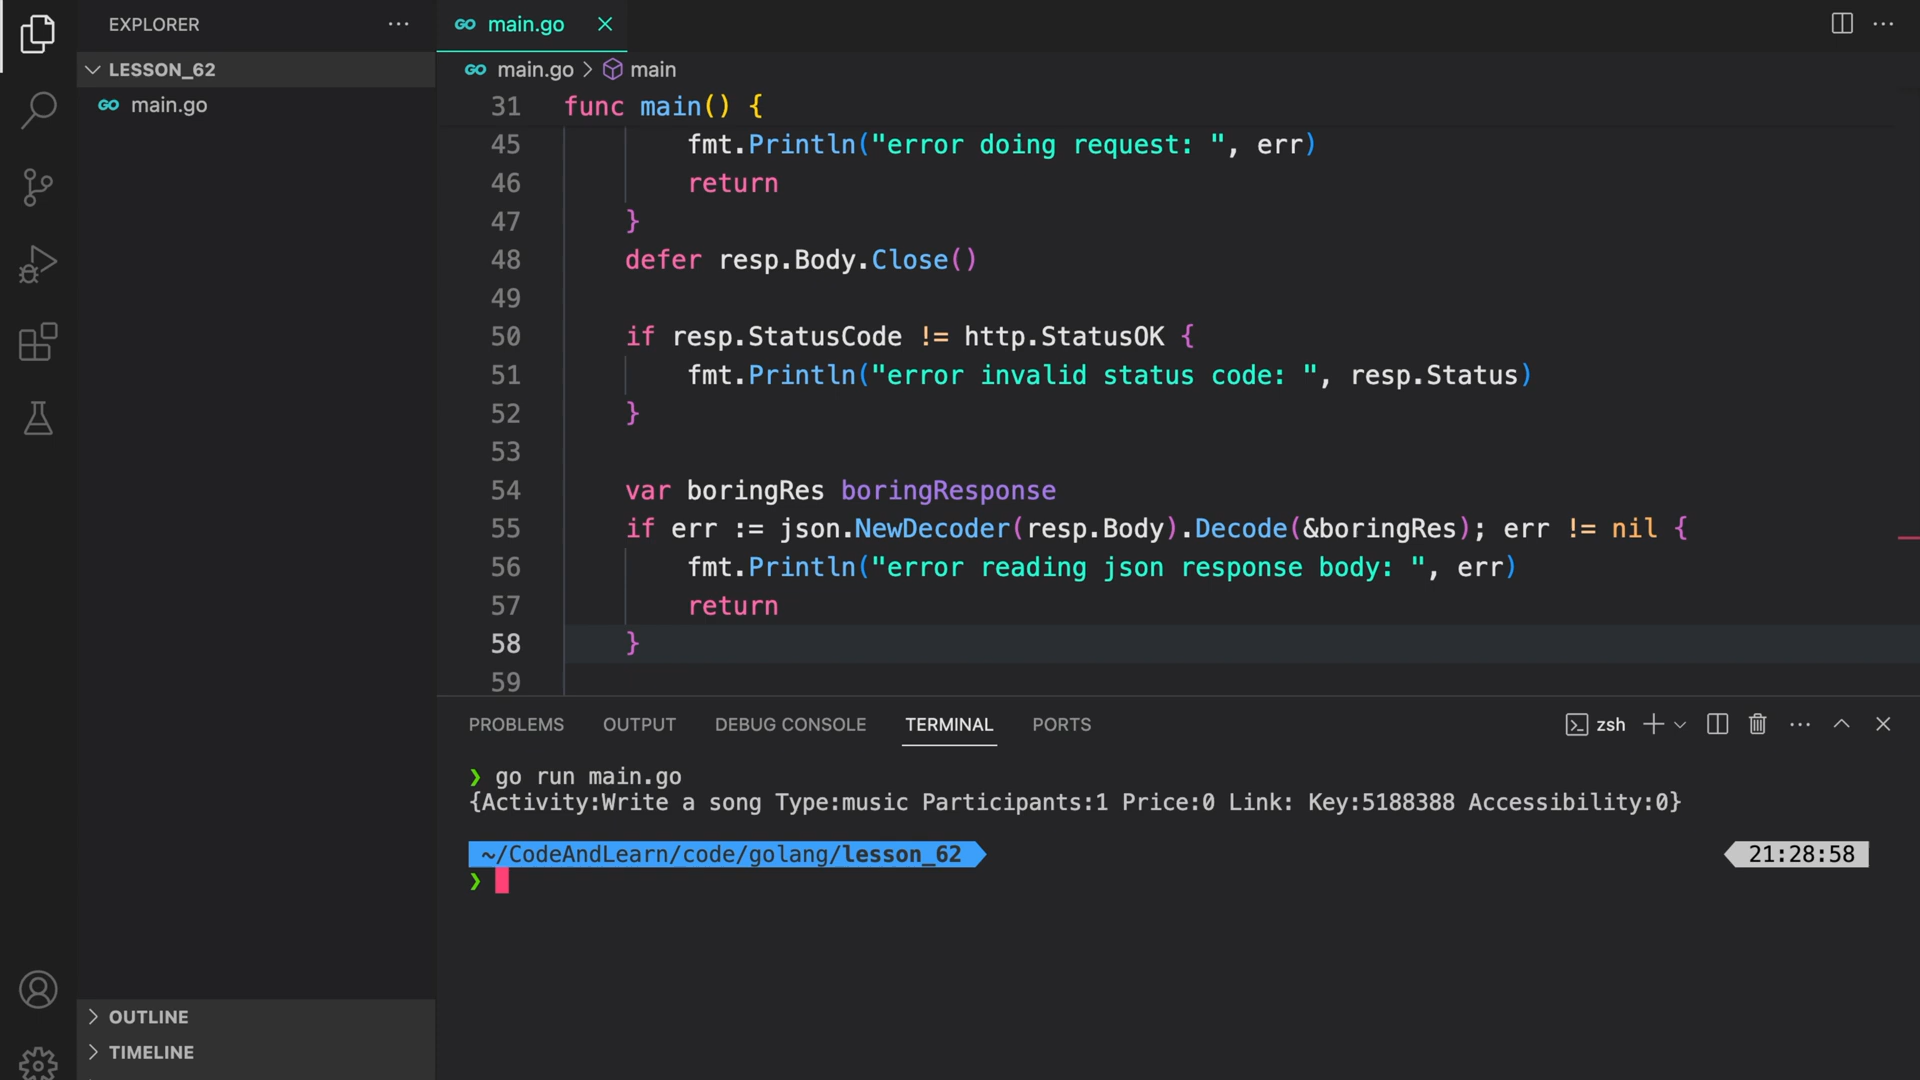 EXPLORER
LESSON_62
main.go
OUTLINE
TIMELINE
main.go
main.go > main
31 func main() {
45 fmt.Println("error doing request: ", err)
46 return
47 }
48 defer resp.Body.Close()
49
50 if resp.StatusCode != http.StatusOK {
51 fmt.Println("error invalid status code: ", resp.Status)
52 }
53
54 var boringRes boringResponse
55 if err := json.NewDecoder(resp.Body).Decode(&boringRes); err != nil {
56 fmt.Println("error reading json response body: ", err)
57 return
58 }
59
PROBLEMS OUTPUT DEBUG CONSOLE TERMINAL PORTS zsh
❯ go run main.go
{Activity:Write a song Type:music Participants:1 Price:0 Link: Key:5188388 Accessibility:0}
~/CodeAndLearn/code/golang/lesson_62 21:28:58
❯